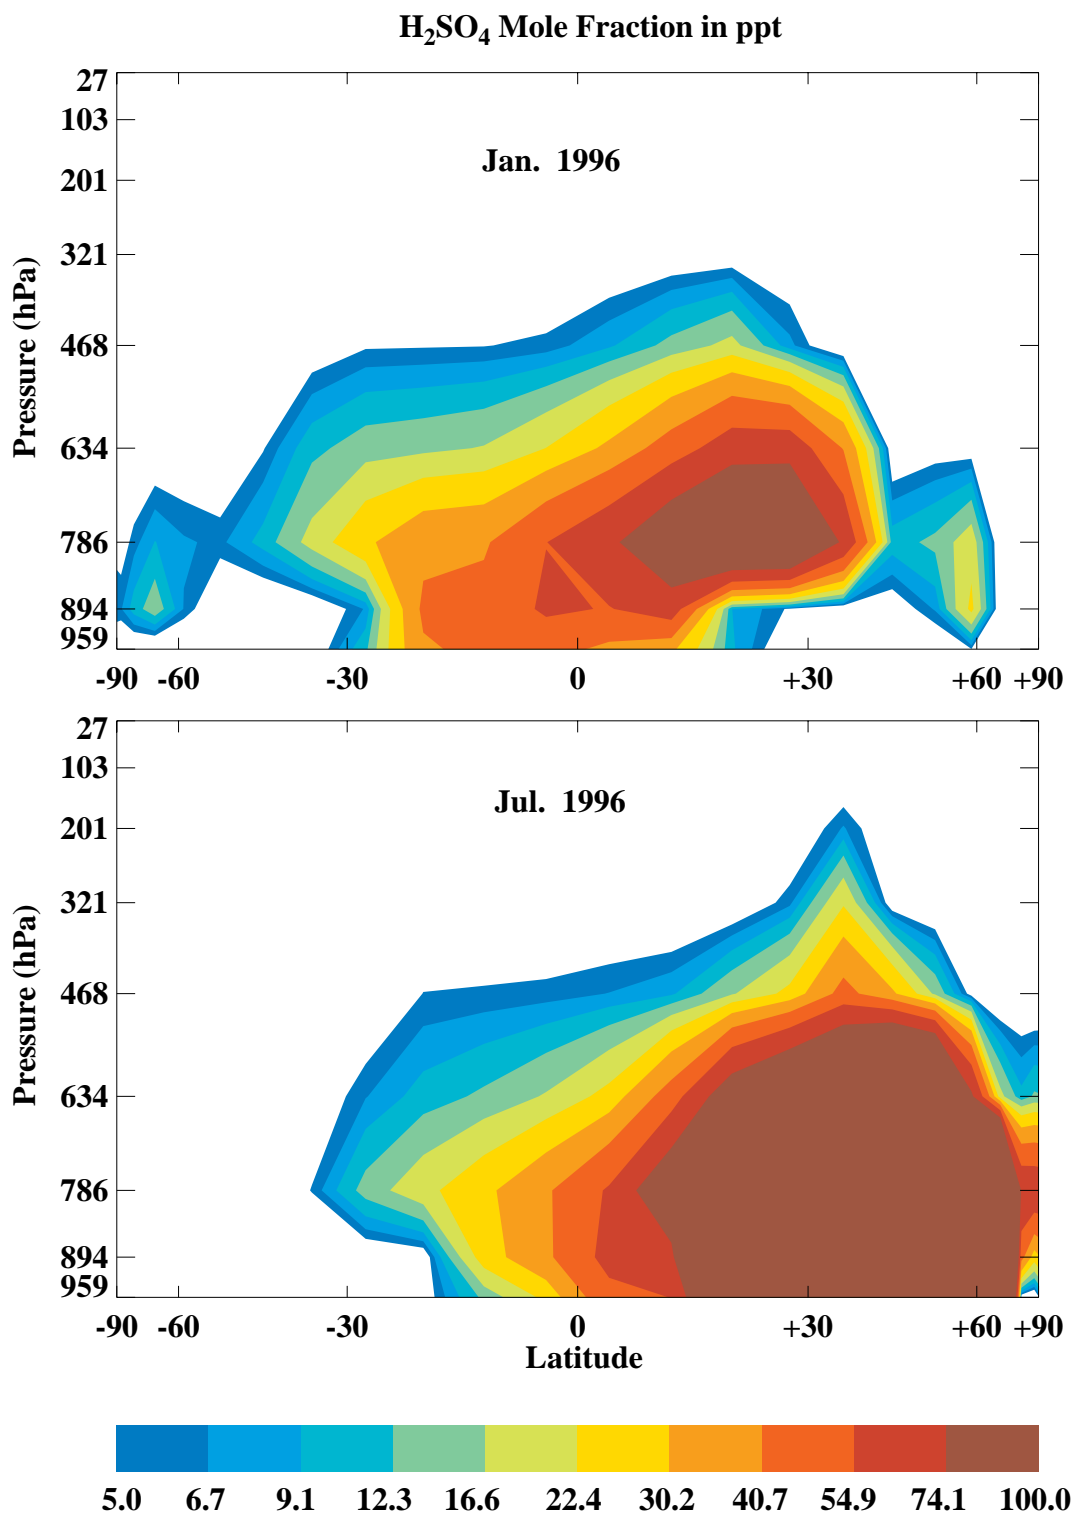 H₂SO₄ Mole Fraction in ppt
27
103
201
321
468
634
786
894
959
Pressure (hPa)
Jan. 1996
-90 -60 -30 0 +30 +60 +90
27
103
201
321
468
634
786
894
959
Pressure (hPa)
Jul. 1996
-90 -60 -30 0 +30 +60 +90
Latitude
5.0 6.7 9.1 12.3 16.6 22.4 30.2 40.7 54.9 74.1 100.0